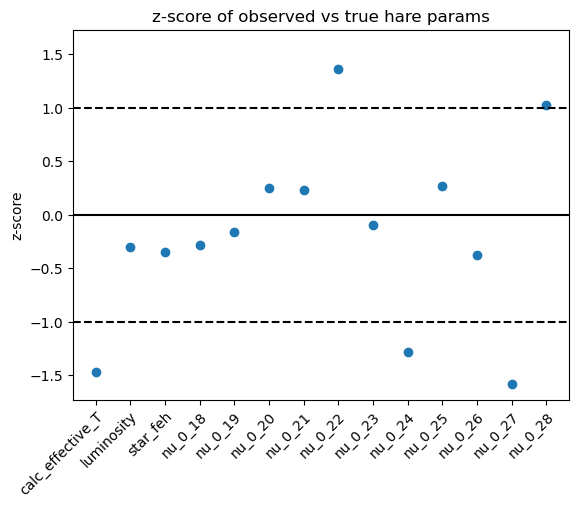 z-score of observed vs true hare params
z-score
1.5
1.0
0.5
0.0
−0.5
−1.0
−1.5
calc_effective_T
luminosity
star_feh
nu_0_18
nu_0_19
nu_0_20
nu_0_21
nu_0_22
nu_0_23
nu_0_24
nu_0_25
nu_0_26
nu_0_27
nu_0_28